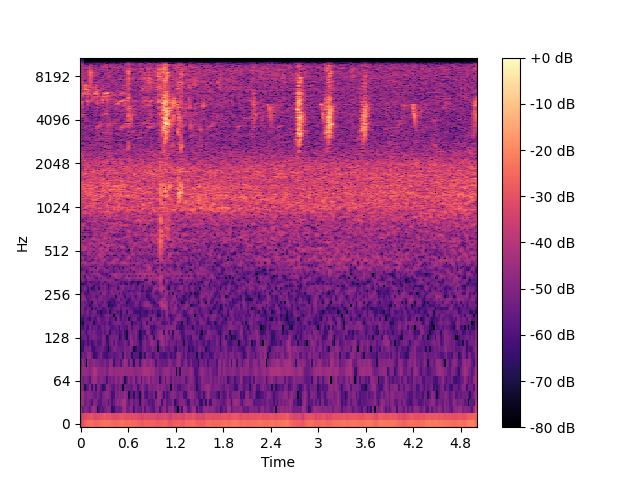 8192
4096
2048
1024
512
256
128
64
0
Hz
0 0.6 1.2 1.8 2.4 3 3.6 4.2 4.8
Time
+0 dB
-10 dB
-20 dB
-30 dB
-40 dB
-50 dB
-60 dB
-70 dB
-80 dB